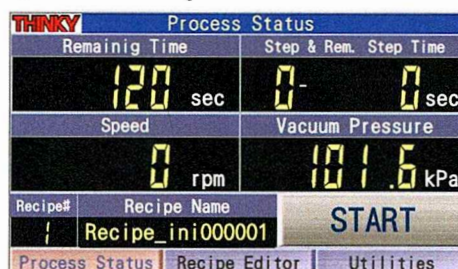 THINKY Process Status
Remainig Time Step & Rem. Step Time
120 sec 0- 0 sec
Speed Vacuum Pressure
0 rpm 101.6 kPa
Recipe# Recipe Name START
1 Recipe_ini000001
Process Status Recipe Editor Utilities